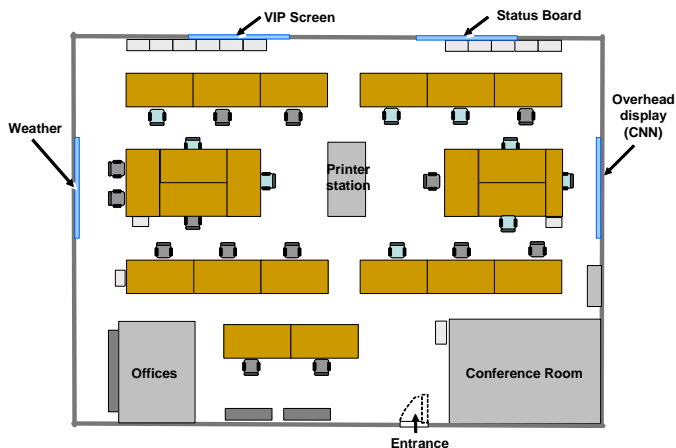 VIP Screen
Status Board
Overhead
display
(CNN)
Weather
Printer
station
Offices
Conference Room
Entrance